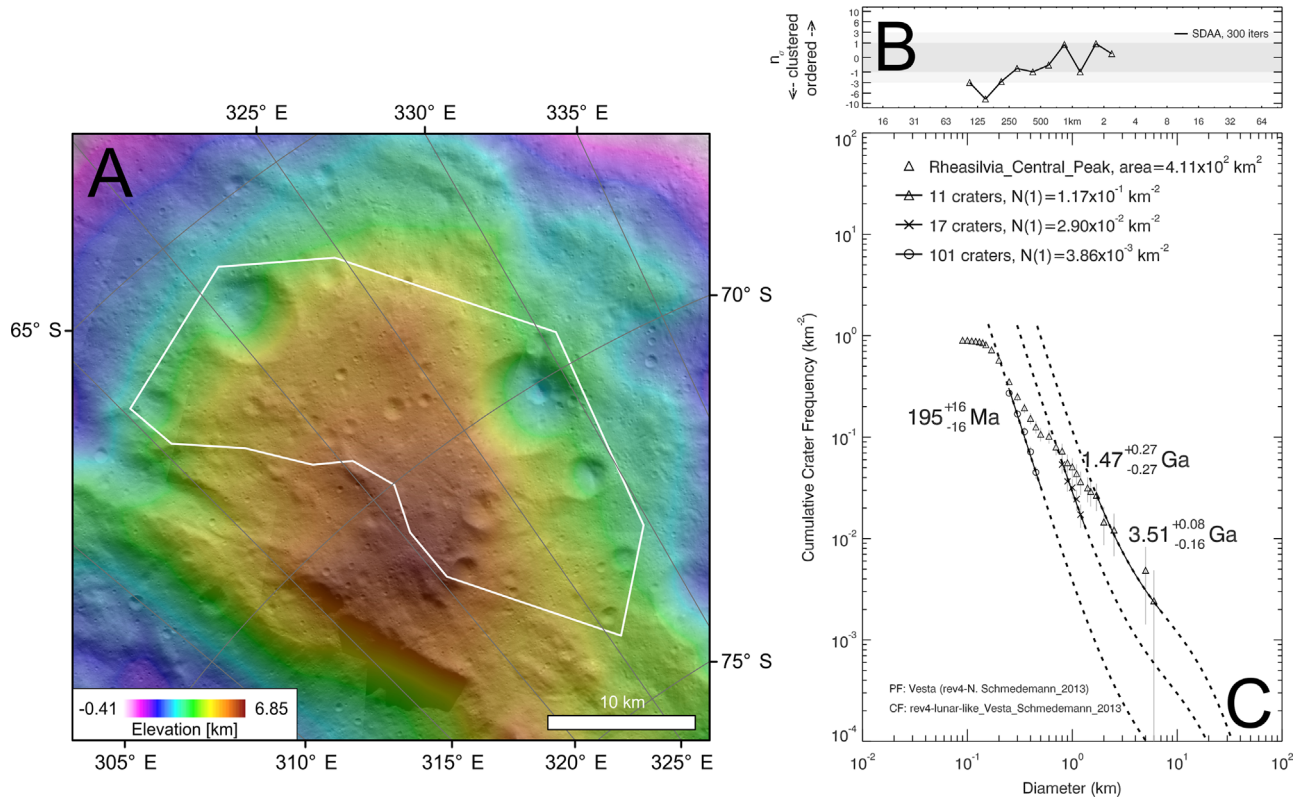 A
325° E
330° E
335° E
65° S
70° S
75° S
-0.41
6.85
Elevation [km]
10 km
305° E
310° E
315° E
320° E
325° E
B
nσ
<-- clustered
ordered ->
10
6
3
1
0
-1
-3
-6
-10
SDAA, 300 iters
16
31
63
125
250
500
1km
2
4
8
16
32
64
Rheasilvia_Central_Peak, area=4.11x10² km²
11 craters, N(1)=1.17x10⁻¹ km⁻²
17 craters, N(1)=2.90x10⁻² km⁻²
101 craters, N(1)=3.86x10⁻³ km⁻²
10²
10¹
10⁰
10⁻¹
10⁻²
10⁻³
10⁻⁴
Cumulative Crater Frequency (km⁻²)
195 +16 -16 Ma
1.47 +0.27 -0.27 Ga
3.51 +0.08 -0.16 Ga
PF: Vesta (rev4-N. Schmedemann_2013)
CF: rev4-lunar-like_Vesta_Schmedemann_2013
C
10⁻²
10⁻¹
10⁰
10¹
10²
Diameter (km)